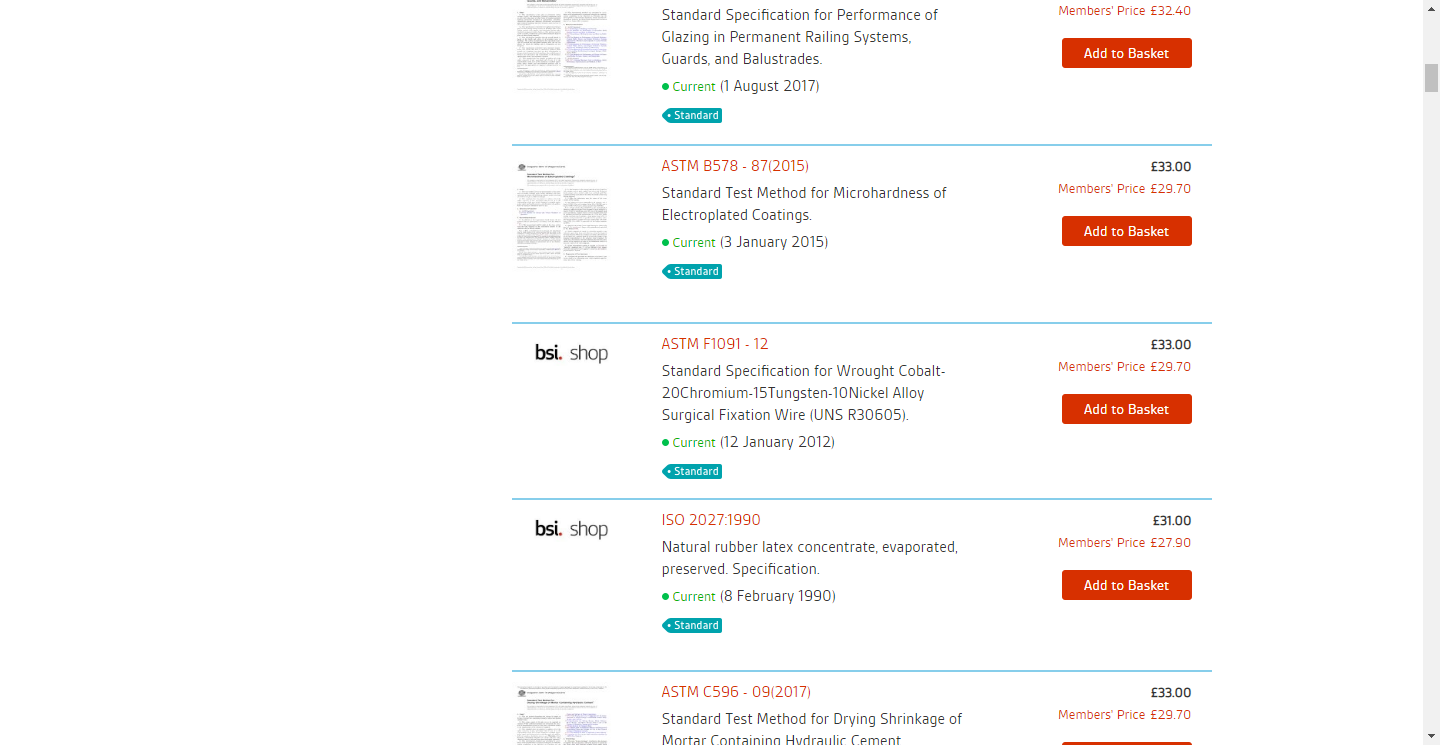 Standard Specification for Performance of
Glazing in Permanent Railing Systems,
Guards, and Balustrades.
Current (1 August 2017)
Standard
Members' Price £32.40
Add to Basket
ASTM B578 - 87(2015)
Standard Test Method for Microhardness of
Electroplated Coatings.
Current (3 January 2015)
Standard
£33.00
Members' Price £29.70
Add to Basket
bsi. shop
ASTM F1091 - 12
Standard Specification for Wrought Cobalt-
20Chromium-15Tungsten-10Nickel Alloy
Surgical Fixation Wire (UNS R30605).
Current (12 January 2012)
Standard
£33.00
Members' Price £29.70
Add to Basket
bsi. shop
ISO 2027:1990
Natural rubber latex concentrate, evaporated,
preserved. Specification.
Current (8 February 1990)
Standard
£31.00
Members' Price £27.90
Add to Basket
ASTM C596 - 09(2017)
Standard Test Method for Drying Shrinkage of
Mortar Containing Hydraulic Cement
£33.00
Members' Price £29.70